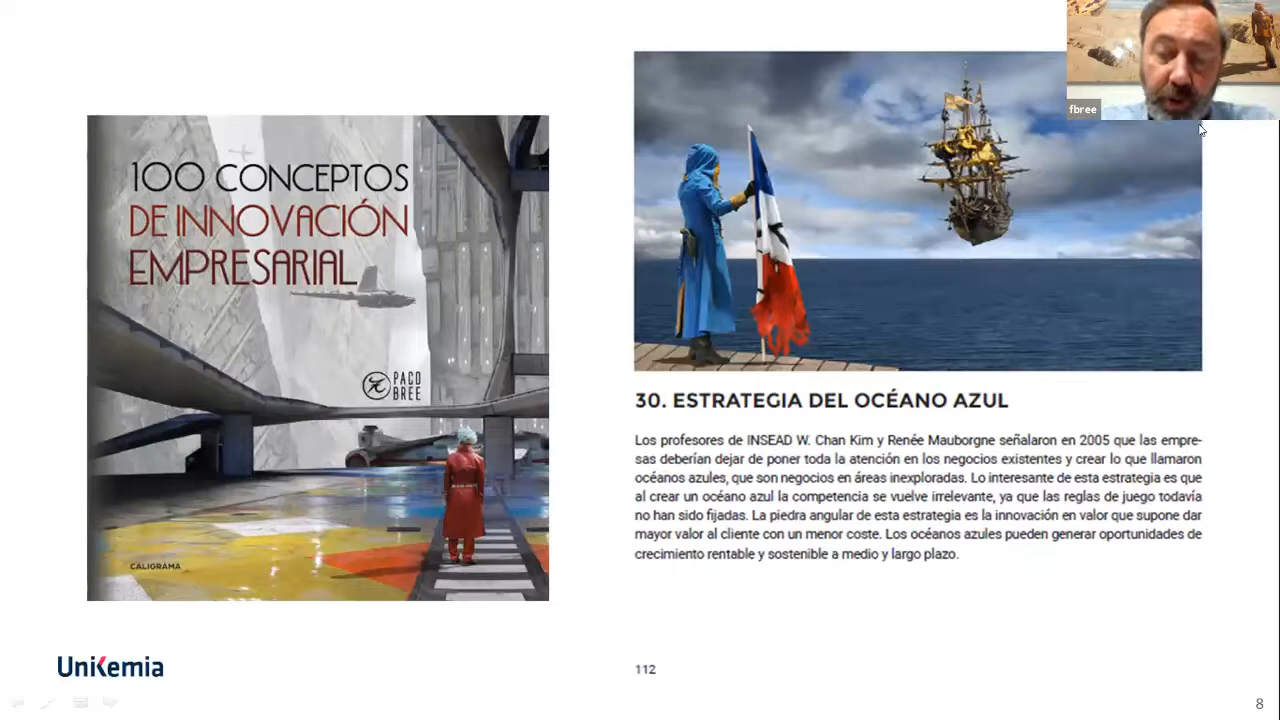 100 CONCEPTOS
DE INNOVACIÓN
EMPRESARIAL
PACO
BREE
CALIGRAMA
UniKemia
fbree
30. ESTRATEGIA DEL OCÉANO AZUL
Los profesores de INSEAD W. Chan Kim y Renée Mauborgne señalaron en 2005 que las empre-
sas deberían dejar de poner toda la atención en los negocios existentes y crear lo que llamaron
océanos azules, que son negocios en áreas inexploradas. Lo interesante de esta estrategia es que
al crear un océano azul la competencia se vuelve irrelevante, ya que las reglas de juego todavía
no han sido fijadas. La piedra angular de esta estrategia es la innovación en valor que supone dar
mayor valor al cliente con un menor coste. Los océanos azules pueden generar oportunidades de
crecimiento rentable y sostenible a medio y largo plazo.
112
8